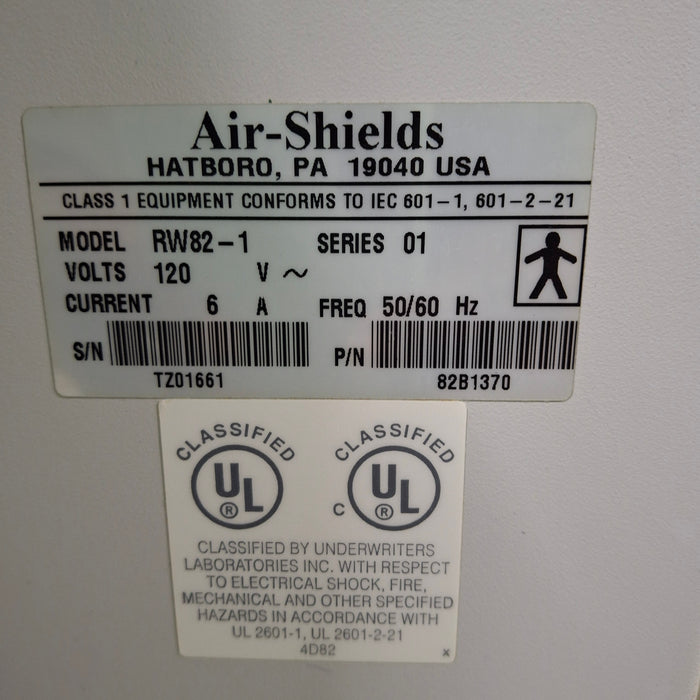 Air-Shields
HATBORO, PA 19040 USA
CLASS 1 EQUIPMENT CONFORMS TO IEC 601-1, 601-2-21
MODEL RW82-1 SERIES 01
VOLTS 120 V ~
CURRENT 6 A FREQ 50/60 Hz
S/N P/N
TZ01661 82B1370
CLASSIFIED CLASSIFIED
UL® C UL®
CLASSIFIED BY UNDERWRITERS
LABORATORIES INC. WITH RESPECT
TO ELECTRICAL SHOCK, FIRE,
MECHANICAL AND OTHER SPECIFIED
HAZARDS IN ACCORDANCE WITH
UL 2601-1, UL 2601-2-21
4D82 x